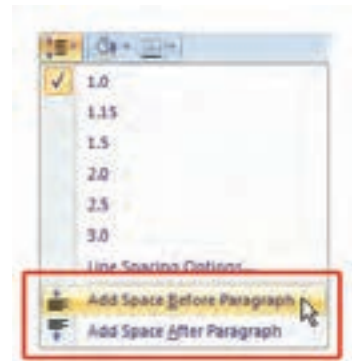 1.0
1.15
1.5
2.0
2.5
3.0
Line Spacing Options...
Add Space Before Paragraph
Add Space After Paragraph